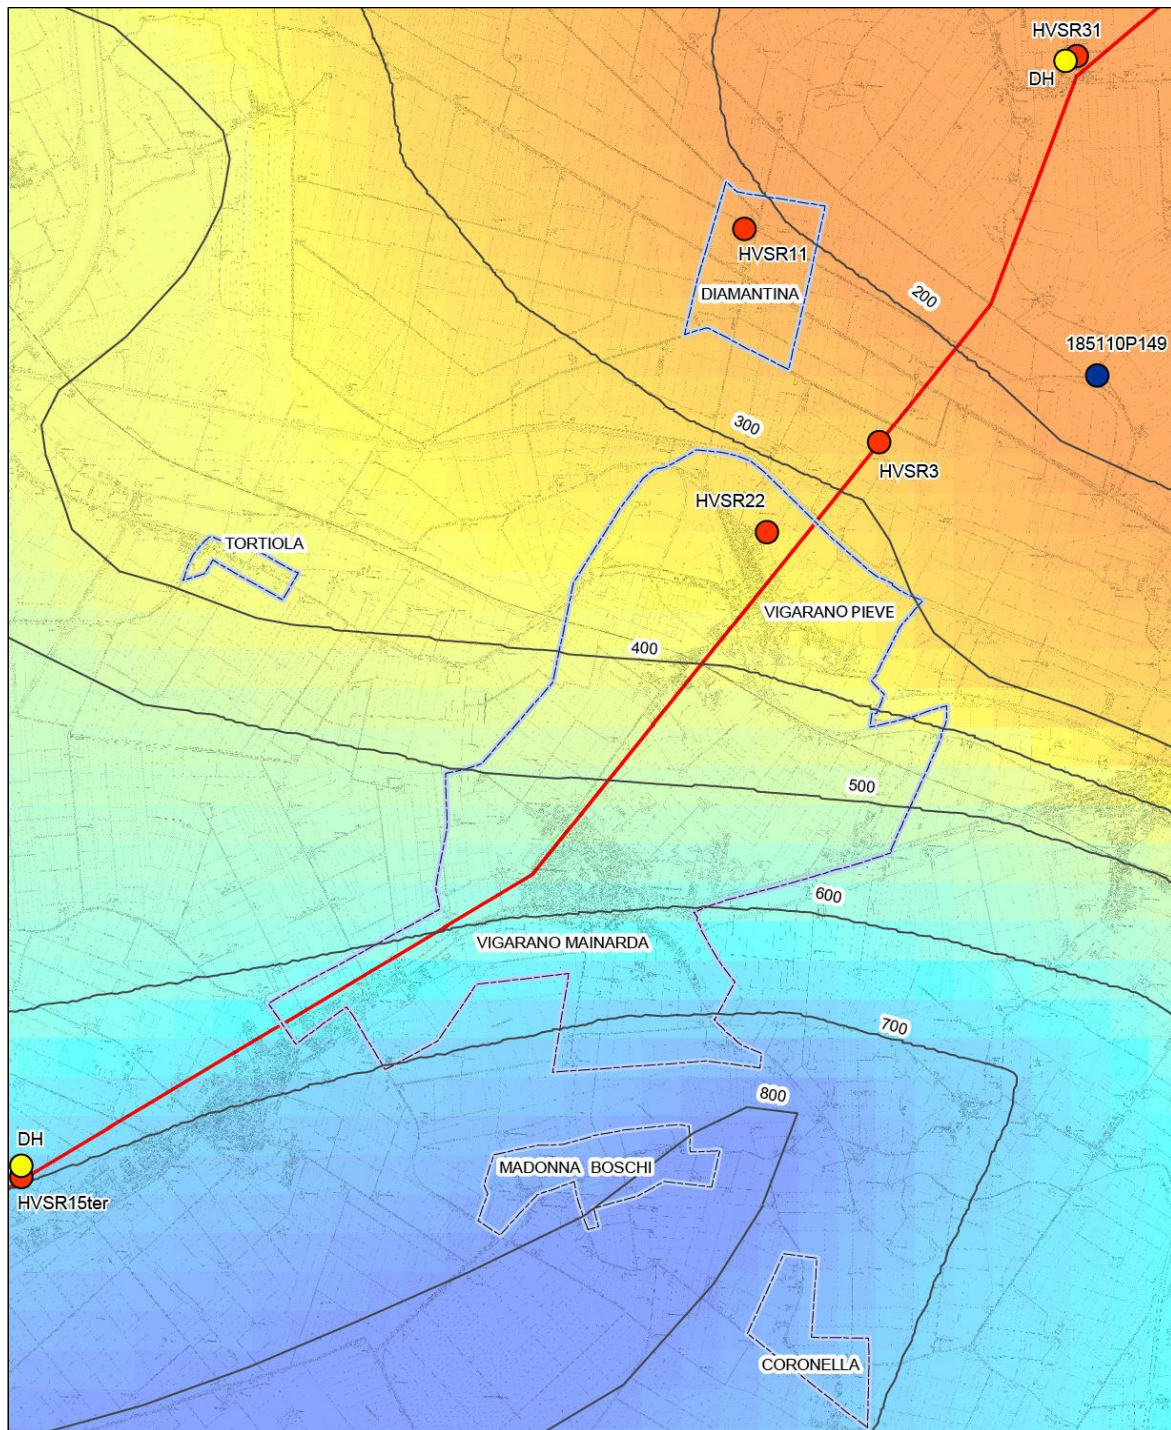 HVSR31
DH
HVSR11
DIAMANTINA
200
185110P149
300
HVSR3
HVSR22
TORTIOLA
VIGARANO PIEVE
400
500
600
VIGARANO MAINARDA
700
800
DH
MADONNA BOSCHI
HVSR15ter
CORONELLA